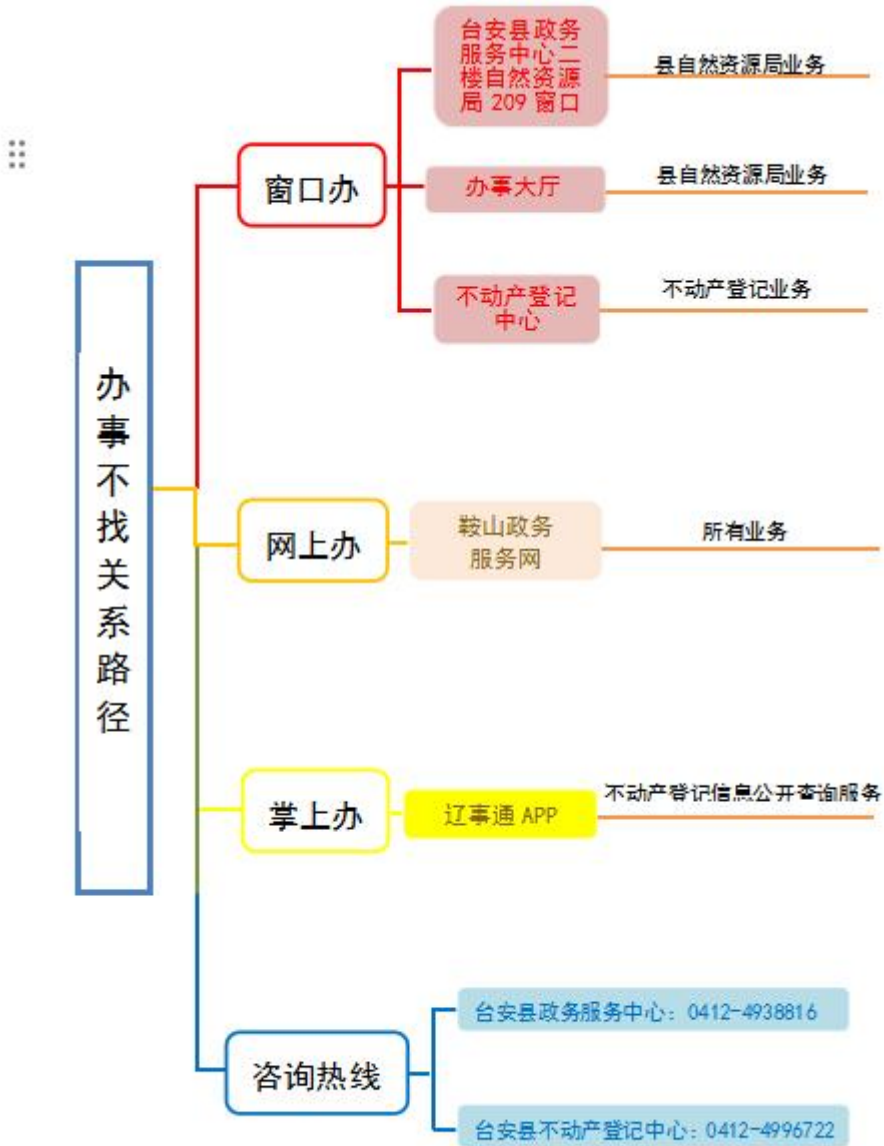 办事不找关系路径
窗口办
台安县政务
服务中心二
楼自然资源
局 209 窗口
县自然资源局业务
办事大厅
县自然资源局业务
不动产登记
中心
不动产登记业务
网上办
鞍山政务
服务网
所有业务
掌上办
辽事通 APP
不动产登记信息公开查询服务
咨询热线
台安县政务服务中心：0412-4938816
台安县不动产登记中心：0412-4996722